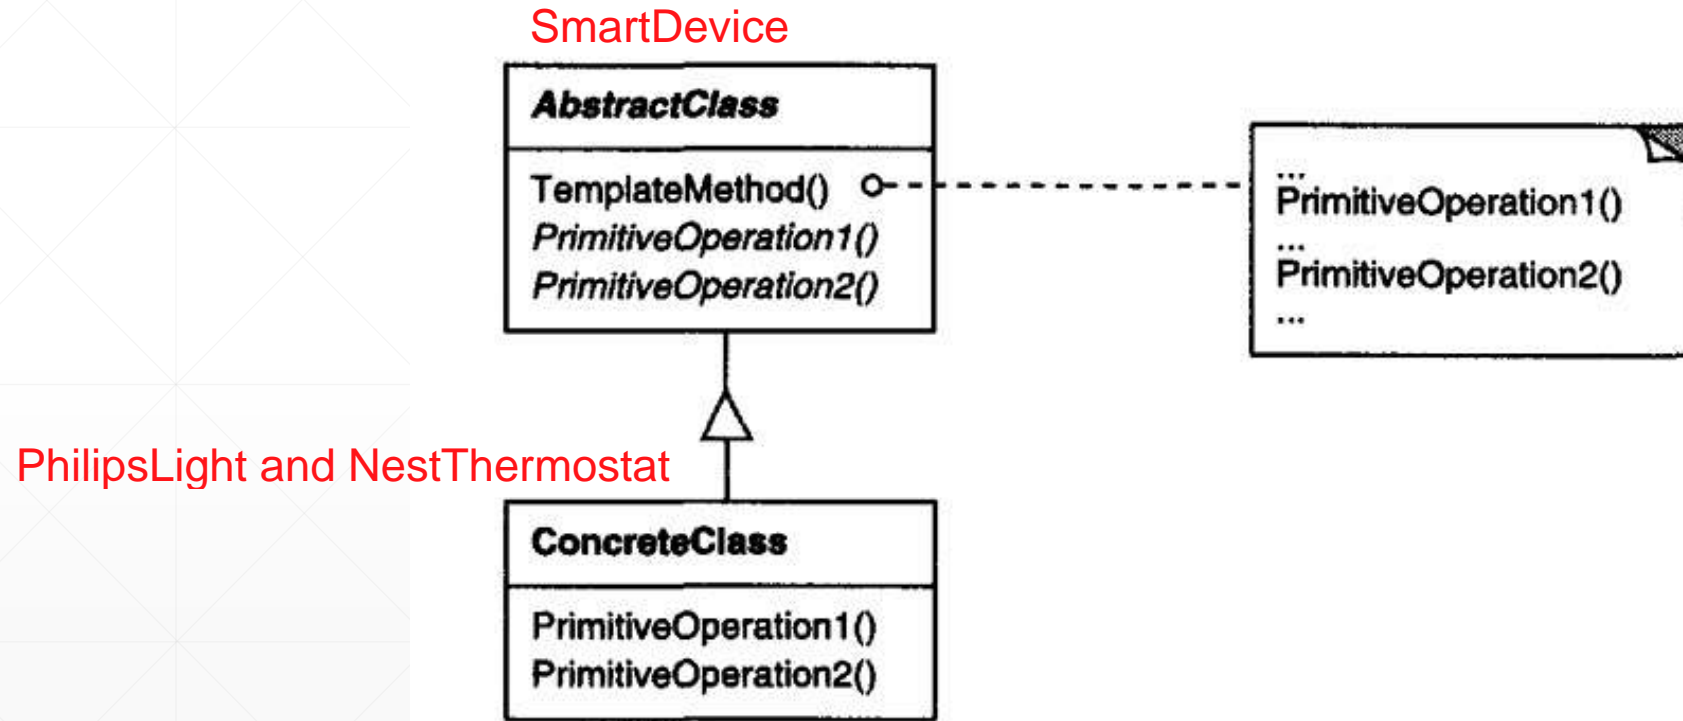 SmartDevice
AbstractClass
TemplateMethod()
PrimitiveOperation1()
PrimitiveOperation2()
...
PrimitiveOperation1()
...
PrimitiveOperation2()
...
PhilipsLight and NestThermostat
ConcreteClass
PrimitiveOperation1()
PrimitiveOperation2()